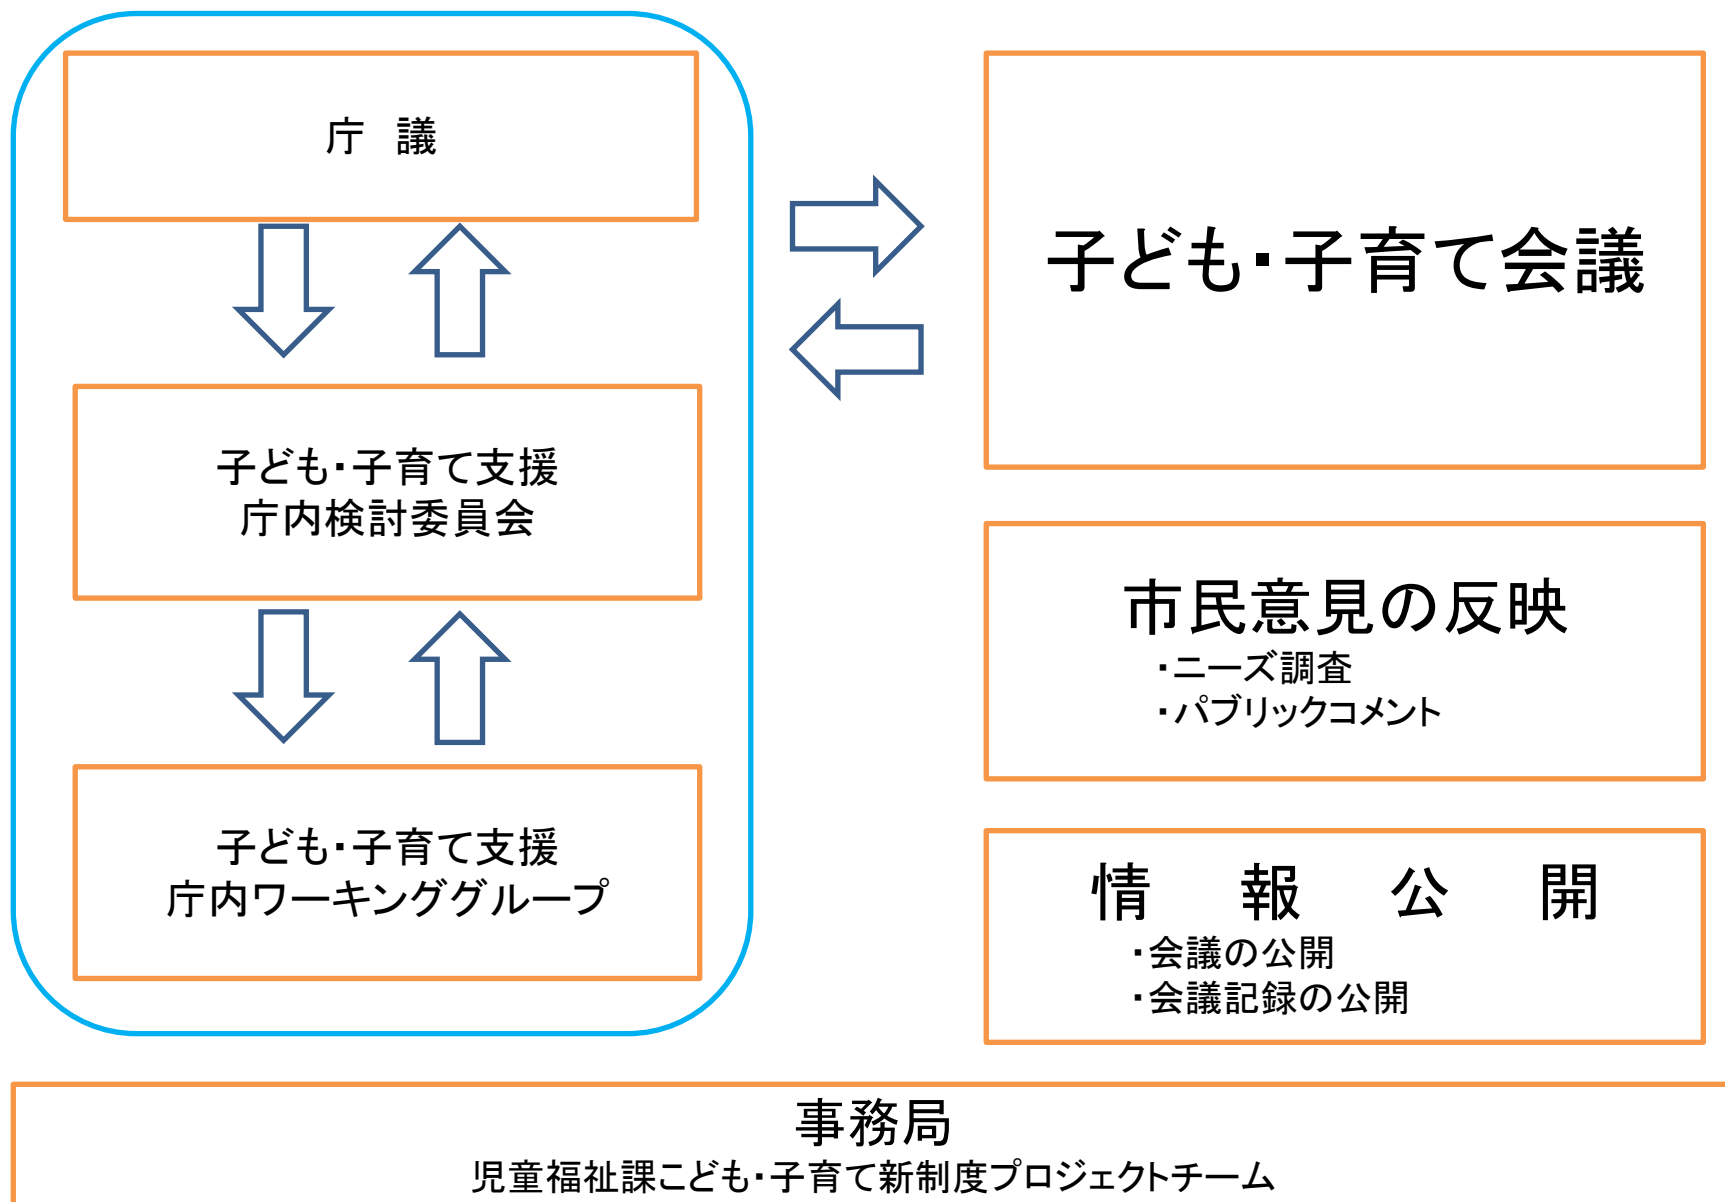 庁　議
子ども・子育て支援
庁内検討委員会
子ども・子育て支援
庁内ワーキンググループ
子ども・子育て会議
市民意見の反映
・ニーズ調査
・パブリックコメント
情　報　公　開
・会議の公開
・会議記録の公開
事務局
児童福祉課こども・子育て新制度プロジェクトチーム